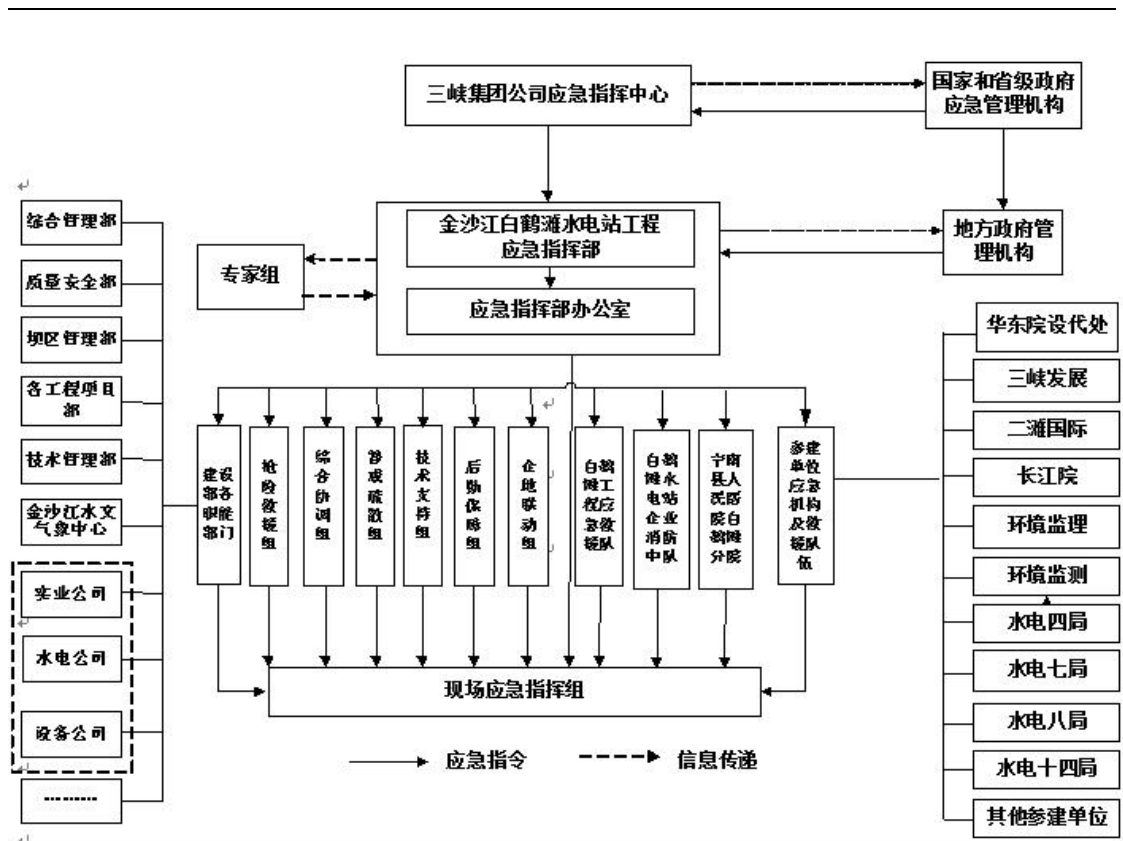 三峡集团公司应急指挥中心
国家和省级政府
应急管理机构
金沙江白鹤滩水电站工程
应急指挥部
应急指挥部办公室
地方政府管
理机构
专家组
综合管理部
质量安全部
坝区管理部
各工程项目
部
技术管理部
金沙江水文
气象中心
实业公司
水电公司
设备公司
………
建设
部各
职能
部门
抢险救援组
综合协调组
警戒疏散组
技术支持组
后勤保障组
企地联动组
白鹤
滩工
程应
急救
援队
白鹤
滩水
电站
企业
消防
中队
宁南
县人
民医
院白
鹤滩
分院
参建
单位
应急
机构
及救
援队
伍
华东院设代处
三峡发展
二滩国际
长江院
环境监理
环境监测
水电四局
水电七局
水电八局
水电十四局
其他参建单位
现场应急指挥组
应急指令
信息传递